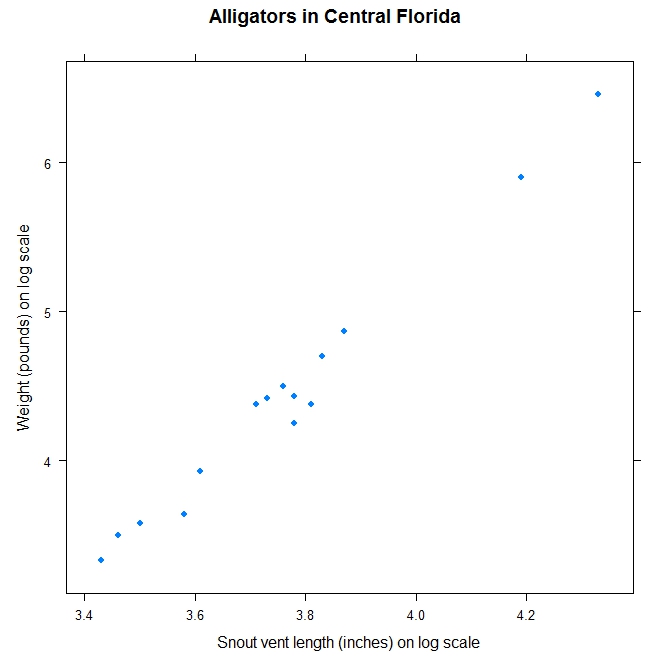 Alligators in Central Florida
Weight (pounds) on log scale
6
5
4
3.4 3.6 3.8 4.0 4.2
Snout vent length (inches) on log scale